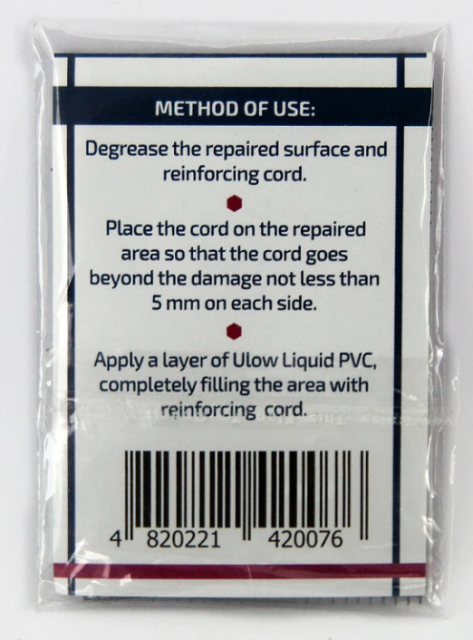 METHOD OF USE:
Degrease the repaired surface and
reinforcing cord.
Place the cord on the repaired
area so that the cord goes
beyond the damage not less than
5 mm on each side.
Apply a layer of Ulow Liquid PVC,
completely filling the area with
reinforcing cord.
4 820221 420076